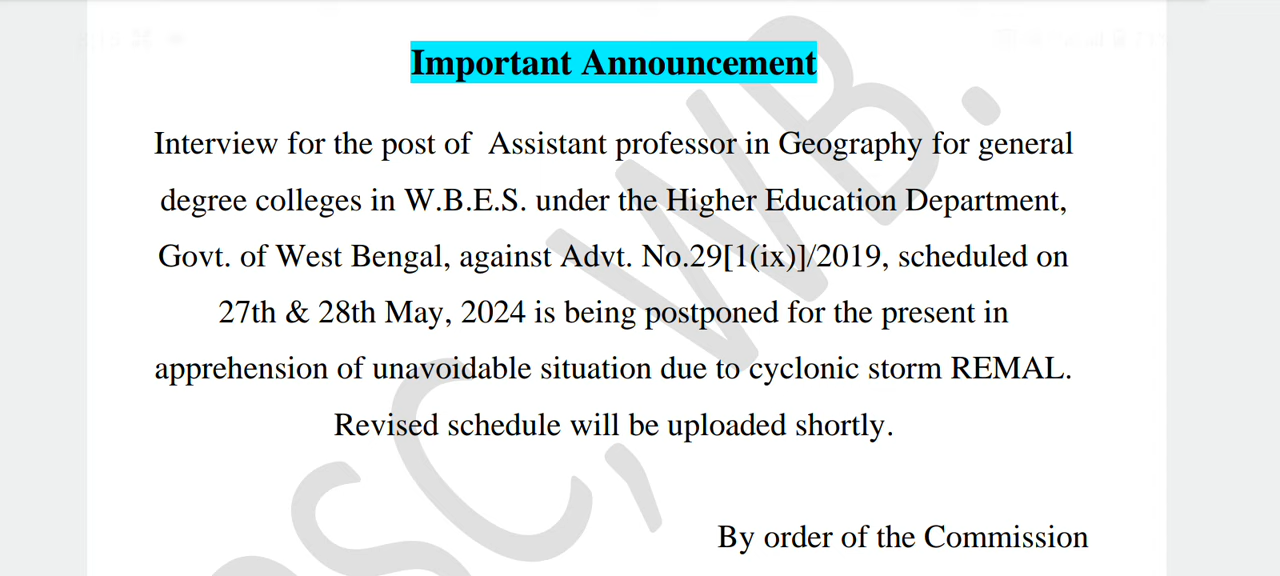 Important Announcement
Interview for the post of Assistant professor in Geography for general
degree colleges in W.B.E.S. under the Higher Education Department,
Govt. of West Bengal, against Advt. No.29[1(ix)]/2019, scheduled on
27th & 28th May, 2024 is being postponed for the present in
apprehension of unavoidable situation due to cyclonic storm REMAL.
Revised schedule will be uploaded shortly.
By order of the Commission
SC, WB.